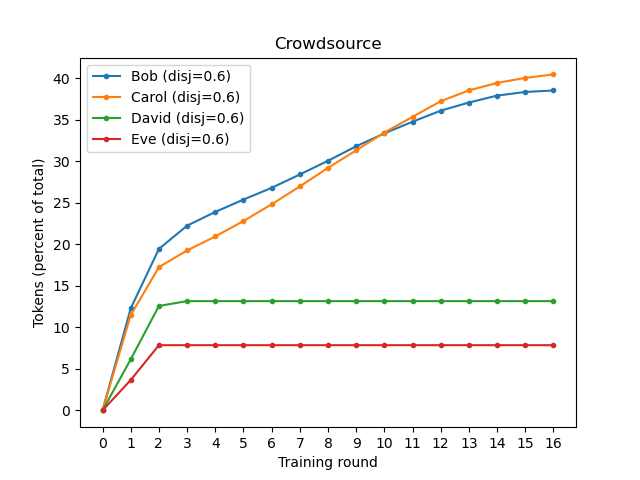 Crowdsource
Bob (disj=0.6)
Carol (disj=0.6)
David (disj=0.6)
Eve (disj=0.6)
Tokens (percent of total)
40
35
30
25
20
15
10
5
0
0 1 2 3 4 5 6 7 8 9 10 11 12 13 14 15 16
Training round